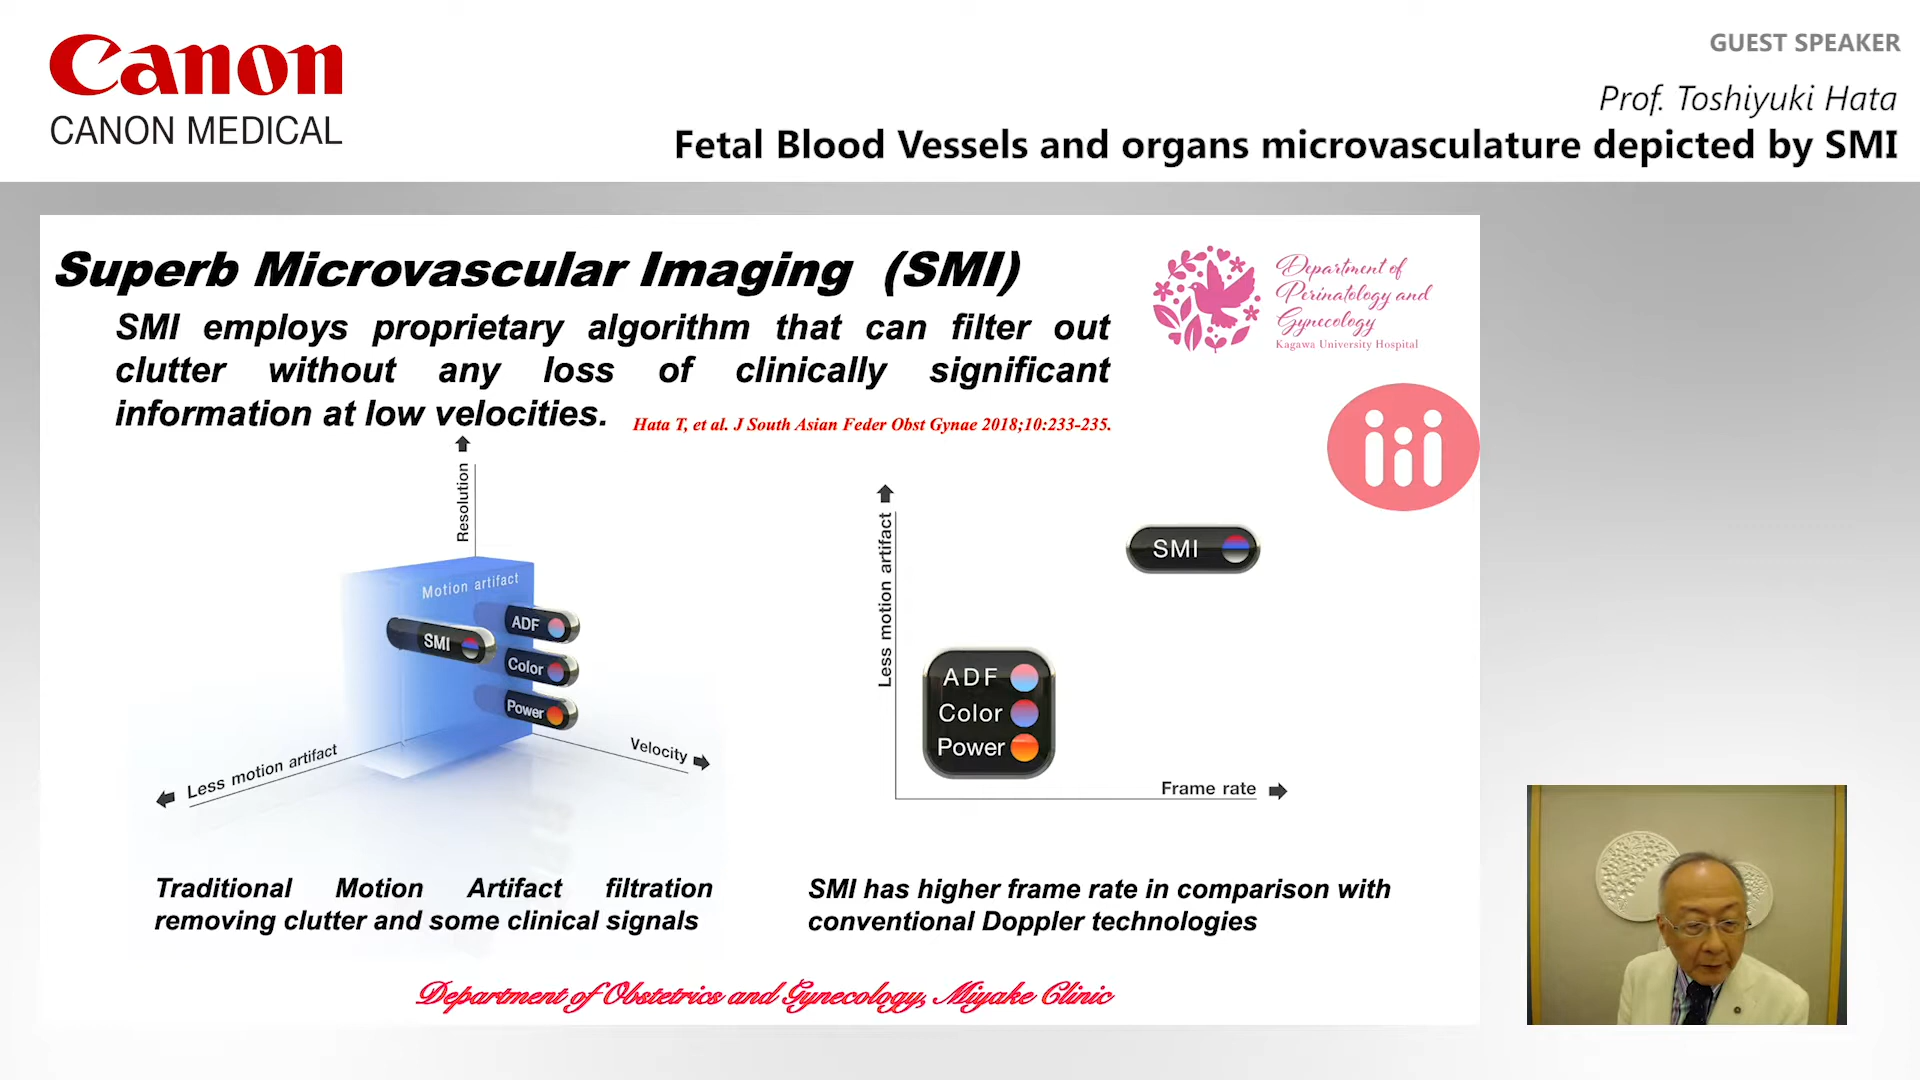 Canon
CANON MEDICAL
GUEST SPEAKER
Prof. Toshiyuki Hata
Fetal Blood Vessels and organs microvasculature depicted by SMI
Superb Microvascular Imaging (SMI)
SMI employs proprietary algorithm that can filter out
clutter without any loss of clinically significant
information at low velocities.
Hata T, et al. J South Asian Feder Obst Gynae 2018;10:233-235.
Department of
Perinatology and
Gynecology
Kagawa University Hospital
Resolution
Motion artifact
ADF
SMI
Color
Power
Less motion artifact
Velocity
Less motion artifact
SMI
ADF
Color
Power
Frame rate
Traditional Motion Artifact filtration
removing clutter and some clinical signals
SMI has higher frame rate in comparison with
conventional Doppler technologies
Department of Obstetrics and Gynecology, Miyake Clinic